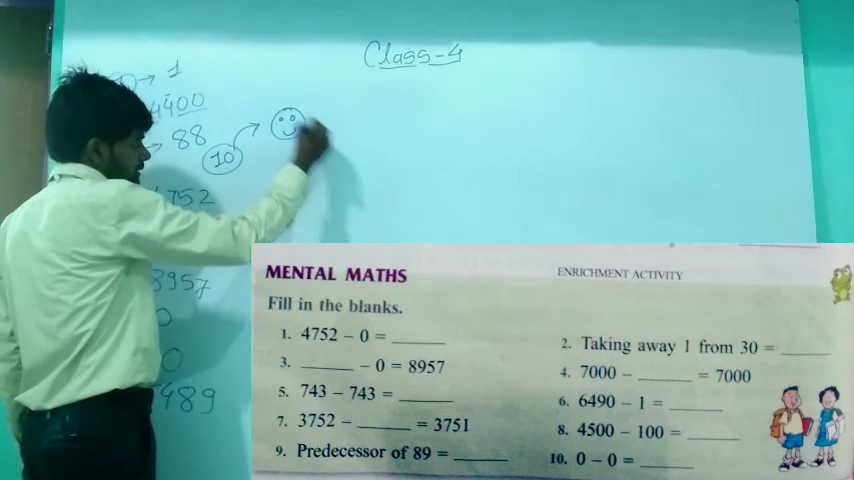 Class-4
→ 1
4400
→ 88
10
752
8957
0
0
489
MENTAL MATHS
ENRICHMENT ACTIVITY
Fill in the blanks.
1. 4752 – 0 = ______
2. Taking away 1 from 30 = ______
3. ______ – 0 = 8957
4. 7000 – ______ = 7000
5. 743 – 743 = ______
6. 6490 – 1 = ______
7. 3752 – ______ = 3751
8. 4500 – 100 = ______
9. Predecessor of 89 = ______
10. 0 – 0 = ______